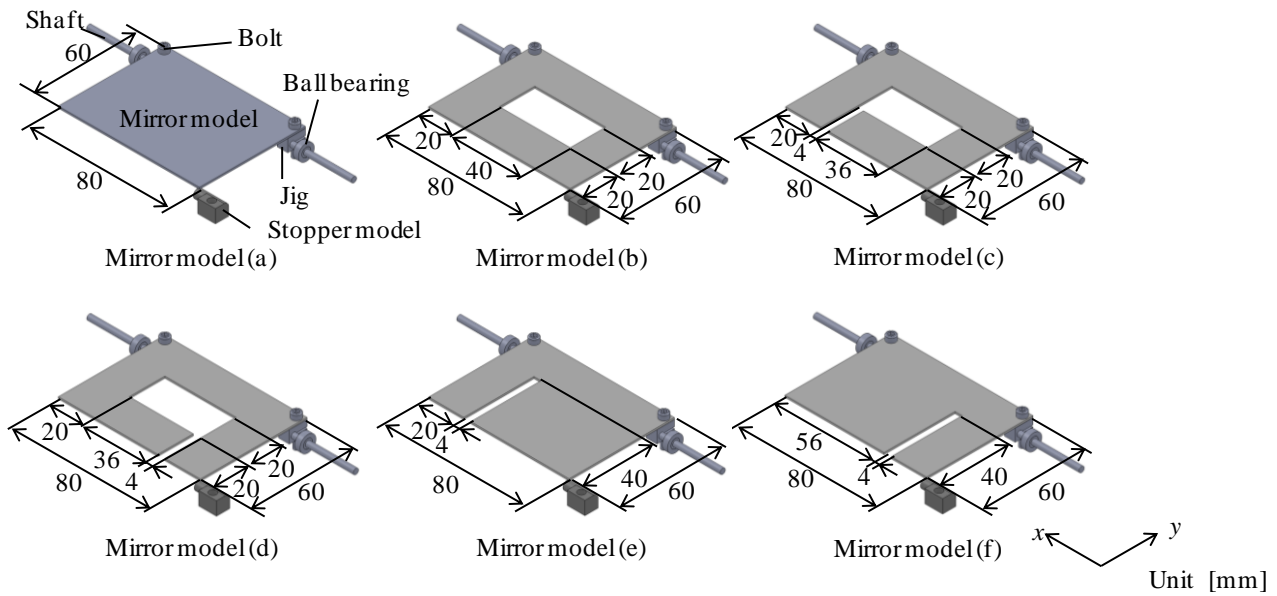 Shaft
Bolt
60
Ball bearing
Mirror model
80
Jig
Stopper model
Mirror model (a)
20
40
80
20
20
60
Mirror model (b)
20
4
36
80
20
20
60
Mirror model (c)
20
36
4
80
20
20
60
Mirror model (d)
20
4
80
40
60
Mirror model (e)
56
4
80
40
60
Mirror model (f)
x
y
Unit [mm]